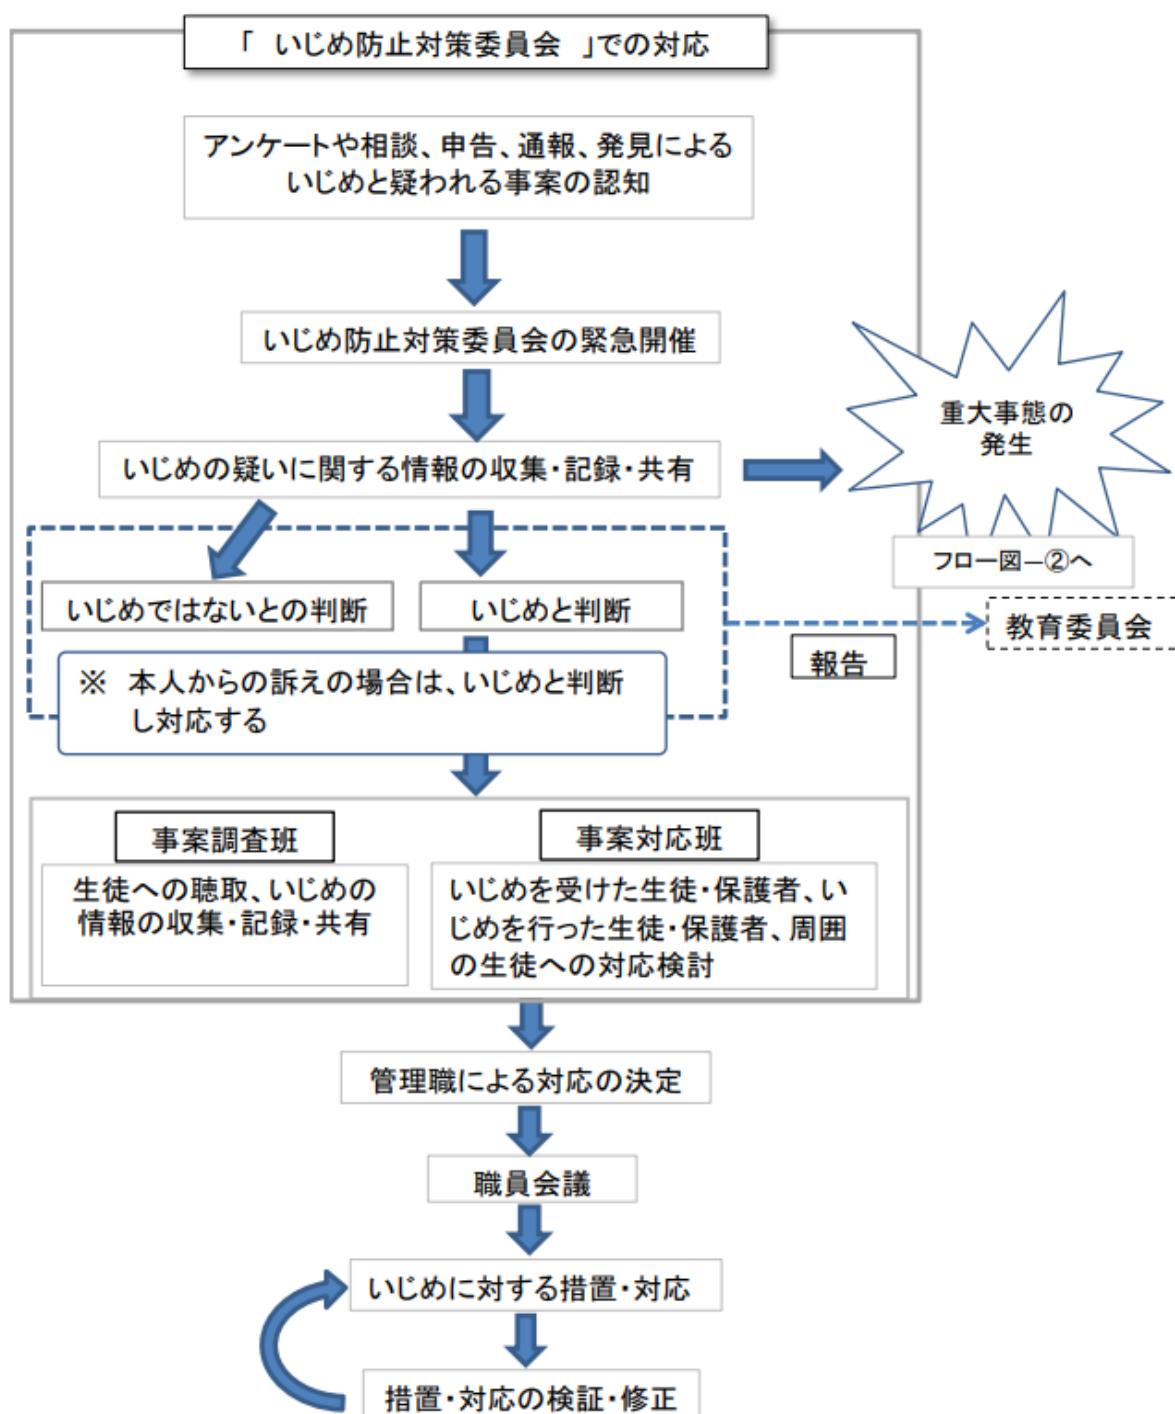 「　いじめ防止対策委員会　」での対応
アンケートや相談、申告、通報、発見による
いじめと疑われる事案の認知
いじめ防止対策委員会の緊急開催
いじめの疑いに関する情報の収集・記録・共有
重大事態の
発生
フロー図―②へ
いじめではないとの判断
いじめと判断
教育委員会
報告
※　本人からの訴えの場合は、いじめと判断
し対応する
事案調査班
生徒への聴取、いじめの
情報の収集・記録・共有
事案対応班
いじめを受けた生徒・保護者、い
じめを行った生徒・保護者、周囲
の生徒への対応検討
管理職による対応の決定
職員会議
いじめに対する措置・対応
措置・対応の検証・修正